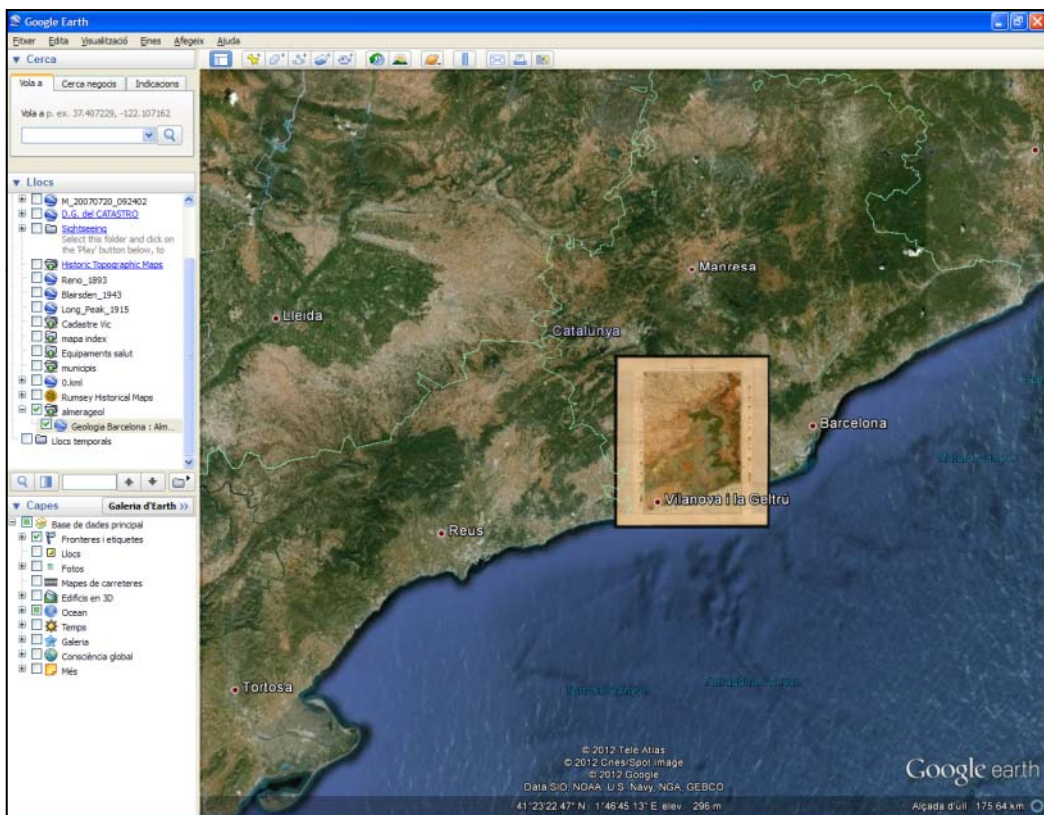 Google Earth
Fitxer Edita Visualització Eines Afegeix Ajuda
Cerca
Vola a Cerca negocis Indicacions
Vola a p. ex. 37.407229, -122.107162
Llocs
M_20070720_092402
D.G. del CATASTRO
Sightseeing
Select this folder and click on
the 'Play' button below, to
Historic Topographic Maps
Reno_1893
Blairsden_1943
Long_Peak_1915
Cadastre Vic
mapa index
Equipaments salut
municipis
0.kml
Rumsey Historical Maps
almerageol
Geologia Barcelona : Alm...
Llocs temporals
Capes Galeria d'Earth >>
Base de dades principal
Fronteres i etiquetes
Llocs
Fotos
Mapes de carreteres
Edificis en 3D
Ocean
Temps
Galeria
Consciència global
Més
Manresa
Lleida
Catalunya
Barcelona
Vilanova i la Geltrú
Reus
Tortosa
© 2012 Tele Atlas
© 2012 Cnes/Spot Image
© 2012 Google
Data SIO, NOAA, U.S. Navy, NGA, GEBCO
Google earth
41°23'22.47" N 1°46'45.13" E elev. 296 m Alçada d'ull 175.64 km